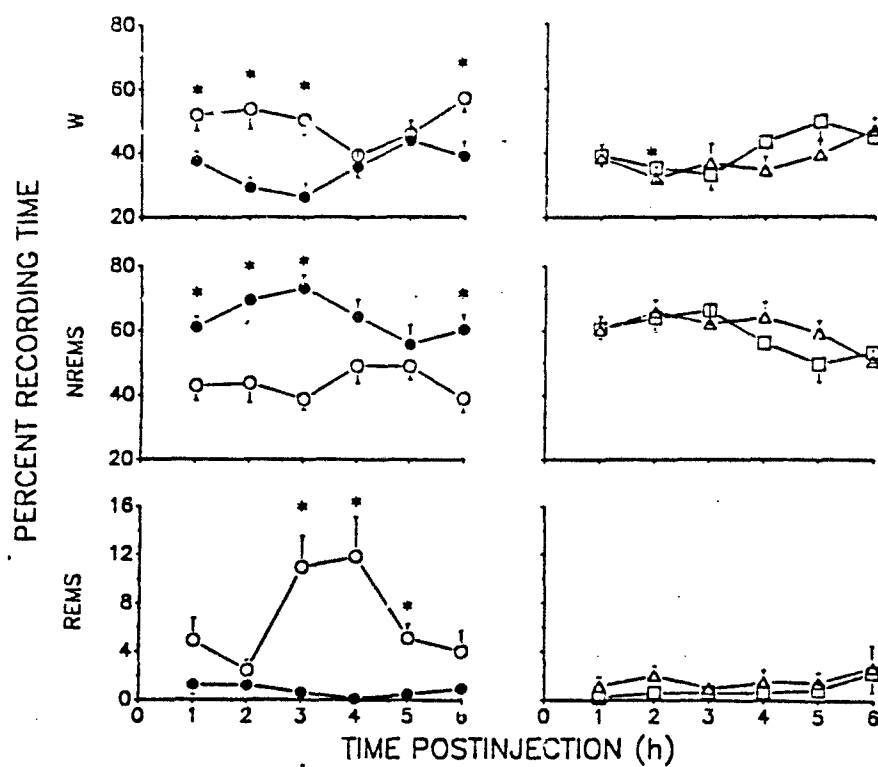 PERCENT RECORDING TIME
W
80
60
40
20
* * * *
*
NREMS
80
60
40
20
* * * *
REMS
16
12
8
4
0
* * *
0 1 2 3 4 5 6
0 1 2 3 4 5 6
TIME POSTINJECTION (h)